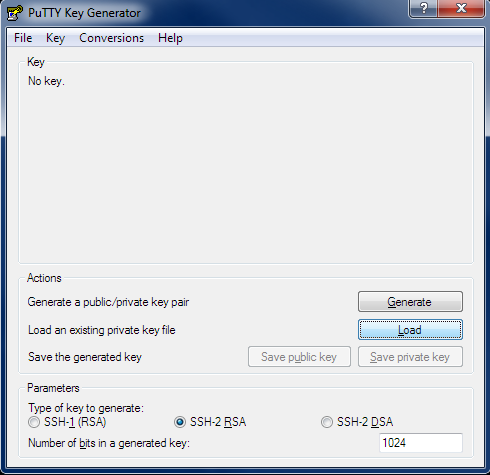 PuTTY Key Generator
File Key Conversions Help
Key
No key.
Actions
Generate a public/private key pair
Generate
Load an existing private key file
Load
Save the generated key
Save public key
Save private key
Parameters
Type of key to generate:
SSH-1 (RSA)
SSH-2 RSA
SSH-2 DSA
Number of bits in a generated key:
1024